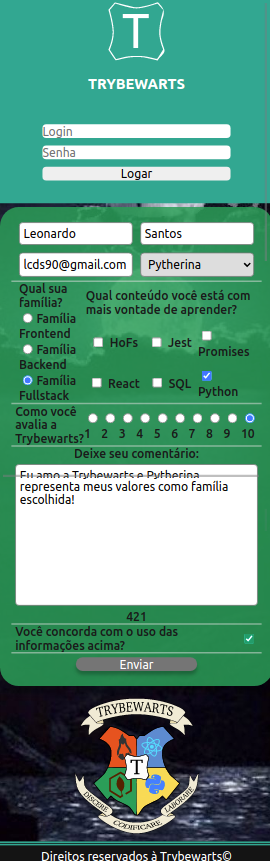 T
TRYBEWARTS
Login
Senha
Logar
Leonardo Santos
lcds90@gmail.com Pytherina
Qual sua família?
Família Frontend
Família Backend
Família Fullstack
Qual conteúdo você está com
mais vontade de aprender?
HoFs Jest Promises
React SQL Python
Como você
avalia a
Trybewarts?
1 2 3 4 5 6 7 8 9 10
Deixe seu comentário:
Eu amo a Trybewarts e Pytherina
representa meus valores como família
escolhida!
421
Você concorda com o uso das
informações acima?
Enviar
TRYBEWARTS
T
DISCERE CODIFICARE LABORARE
Direitos reservados à Trybewarts©